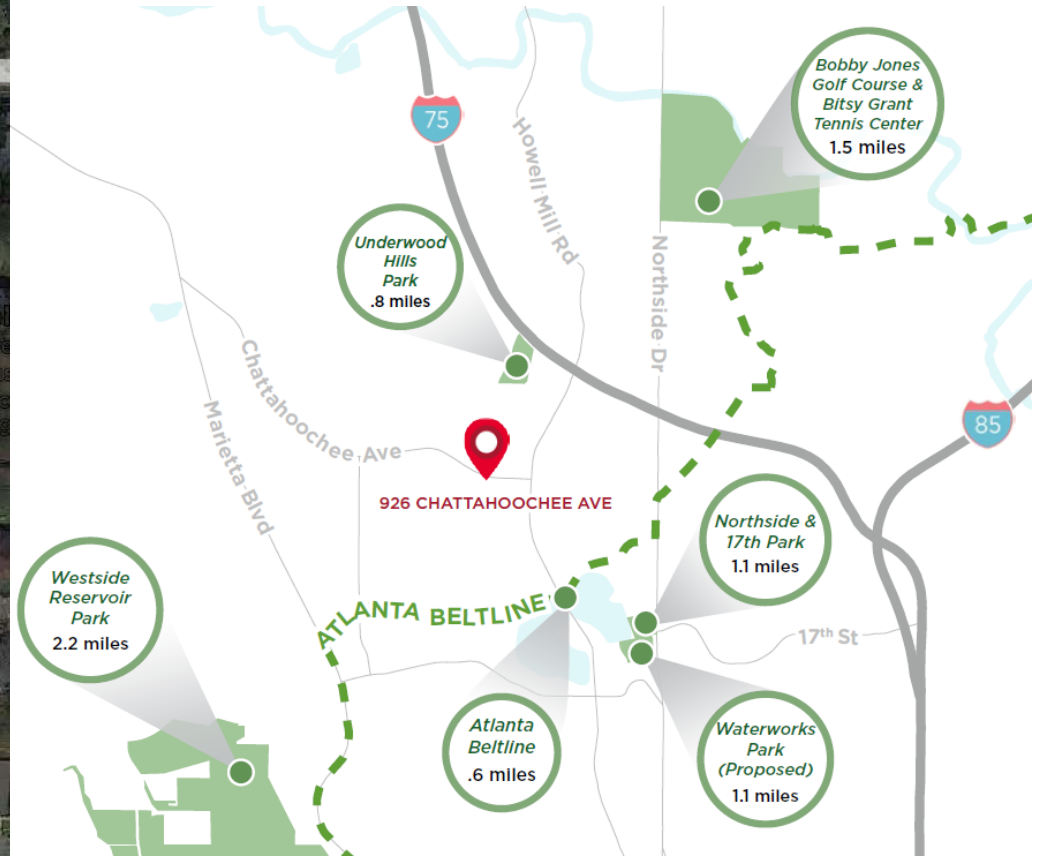 Bobby Jones
Golf Course &
Bitsy Grant
Tennis Center
1.5 miles
75
Howell Mill Rd
Underwood
Hills
Park
.8 miles
Northside Dr
Chattahoochee Ave
Marietta Blvd
85
926 CHATTAHOOCHEE AVE
Northside &
17th Park
1.1 miles
Westside
Reservoir
Park
2.2 miles
ATLANTA BELTLINE
17th St
Atlanta
Beltline
.6 miles
Waterworks
Park
(Proposed)
1.1 miles